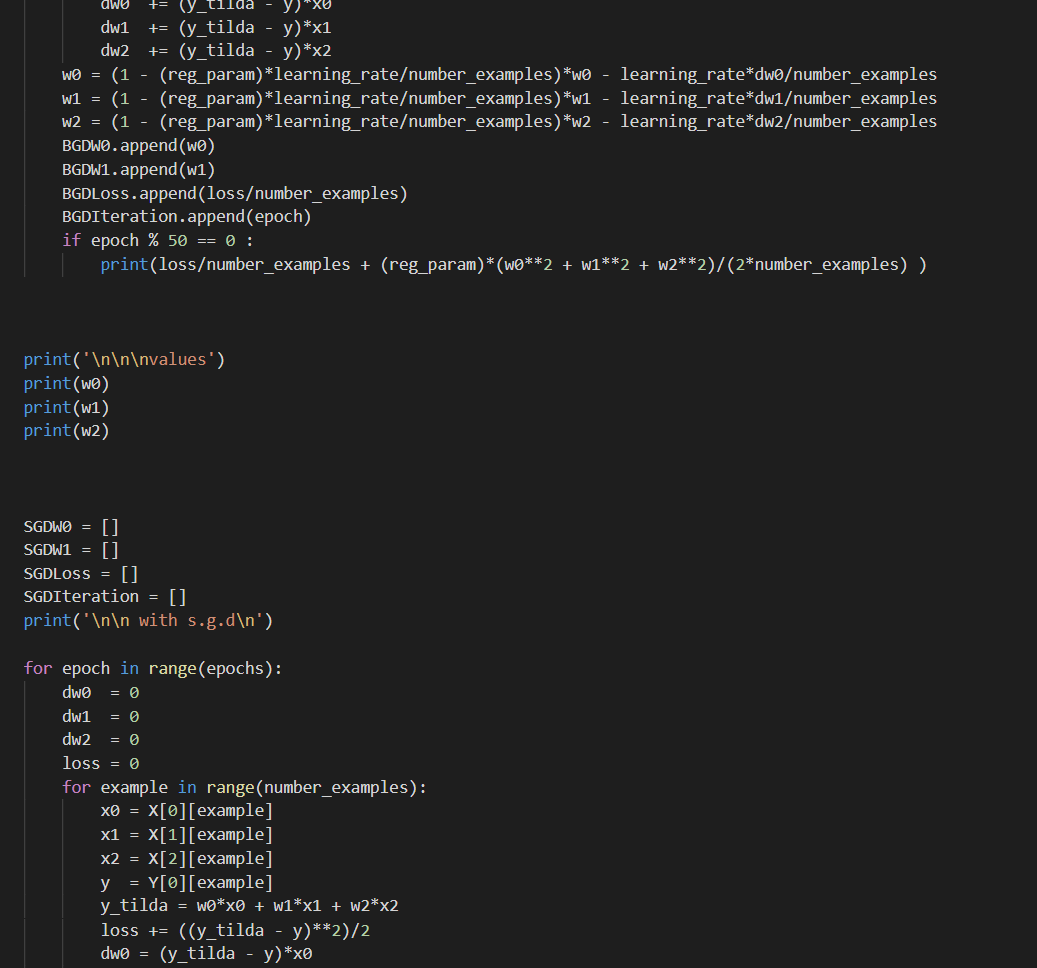 dw0  += (y_tilda - y)*x0
dw1  += (y_tilda - y)*x1
dw2  += (y_tilda - y)*x2
w0 = (1 - (reg_param)*learning_rate/number_examples)*w0 - learning_rate*dw0/number_examples
w1 = (1 - (reg_param)*learning_rate/number_examples)*w1 - learning_rate*dw1/number_examples
w2 = (1 - (reg_param)*learning_rate/number_examples)*w2 - learning_rate*dw2/number_examples
BGDW0.append(w0)
BGDW1.append(w1)
BGDLoss.append(loss/number_examples)
BGDIteration.append(epoch)
if epoch % 50 == 0 :
print(loss/number_examples + (reg_param)*(w0**2 + w1**2 + w2**2)/(2*number_examples) )
print('\n\n\nvalues')
print(w0)
print(w1)
print(w2)
SGDW0 = []
SGDW1 = []
SGDLoss = []
SGDIteration = []
print('\n\n with s.g.d\n')
for epoch in range(epochs):
dw0  = 0
dw1  = 0
dw2  = 0
loss = 0
for example in range(number_examples):
x0 = X[0][example]
x1 = X[1][example]
x2 = X[2][example]
y  = Y[0][example]
y_tilda = w0*x0 + w1*x1 + w2*x2
loss += ((y_tilda - y)**2)/2
dw0 = (y_tilda - y)*x0